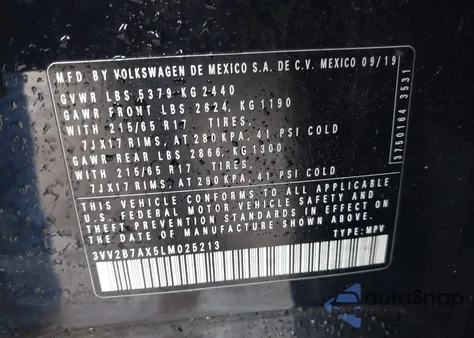 MFD. BY VOLKSWAGEN DE MEXICO S.A. DE C.V. MEXICO 09/19
GVWR LBS 5379 KG 2440
GAWR FRONT LBS 2624, KG 1190
WITH 215/65 R17 TIRES.
7JX17 RIMS, AT 280 KPA. 41 PSI COLD
GAWR REAR LBS 2866, KG 1300
WITH 215/65 R17 TIRES.
7JX17 RIMS, AT 280 KPA. 41 PSI COLD
THIS VEHICLE CONFORMS TO ALL APPLICABLE
U.S. FEDERAL MOTOR VEHICLE SAFETY AND
THEFT PREVENTION STANDARDS IN EFFECT ON
DATE OF MANUFACTURE SHOWN ABOVE.
3VV2B7AX5LM025213 TYPE: MPV
3750164 3531
AutoSnap